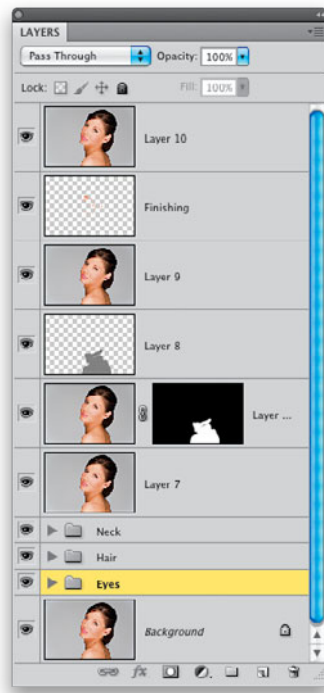 LAYERS
Pass Through Opacity: 100%
Lock: Fill: 100%
Layer 10
Finishing
Layer 9
Layer 8
Layer ...
Layer 7
Neck
Hair
Eyes
Background
fx